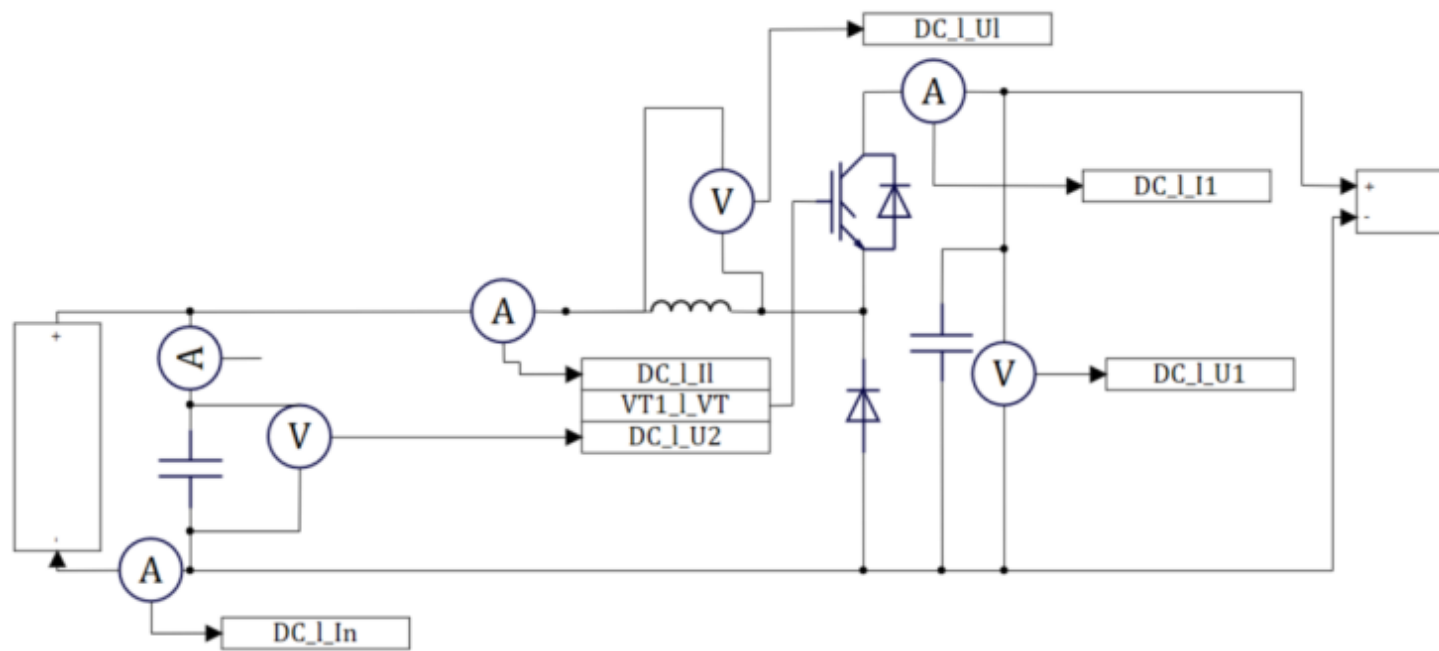 DC_l_Ul
A
DC_l_I1
+
-
V
A
DC_l_Il
VT1_l_VT
DC_l_U2
V
DC_l_U1
+
A
V
-
A
DC_l_In